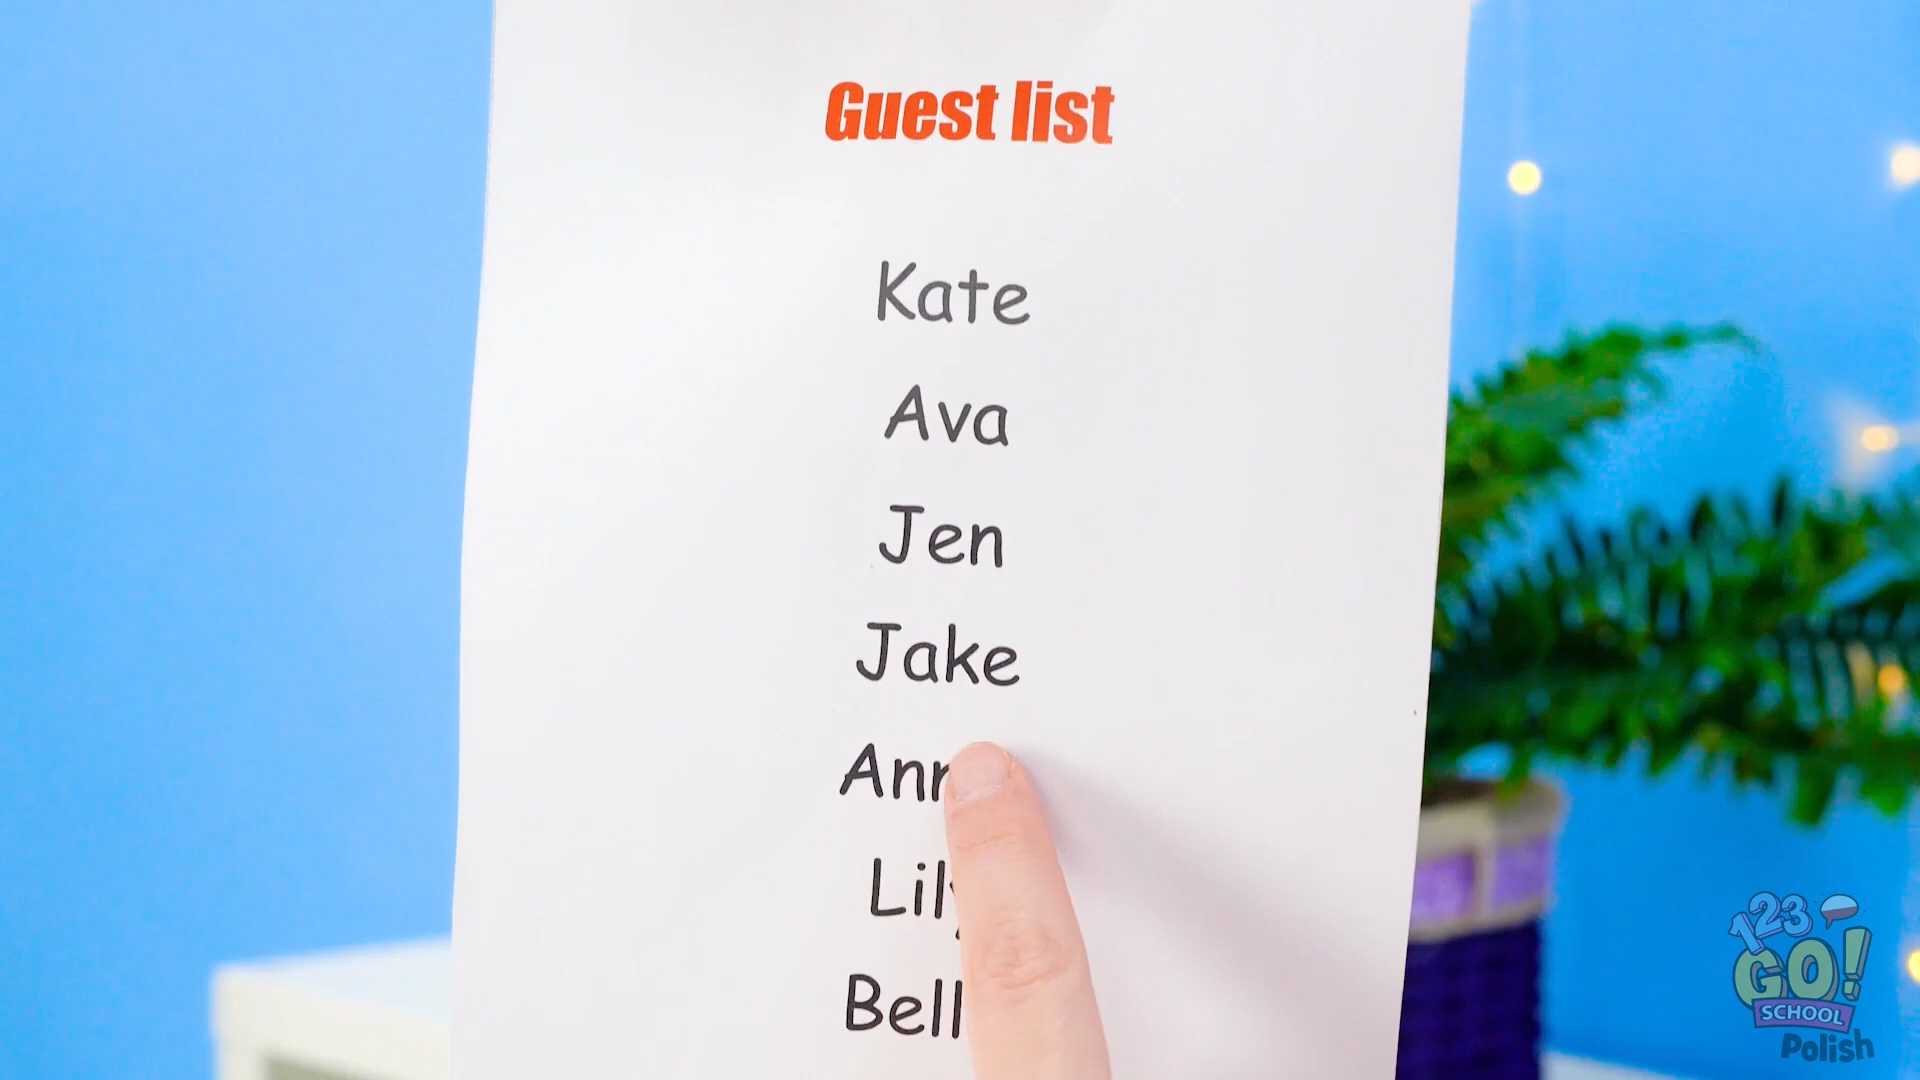 Guest list
Kate
Ava
Jen
Jake
123
GO!
SCHOOL
Polish